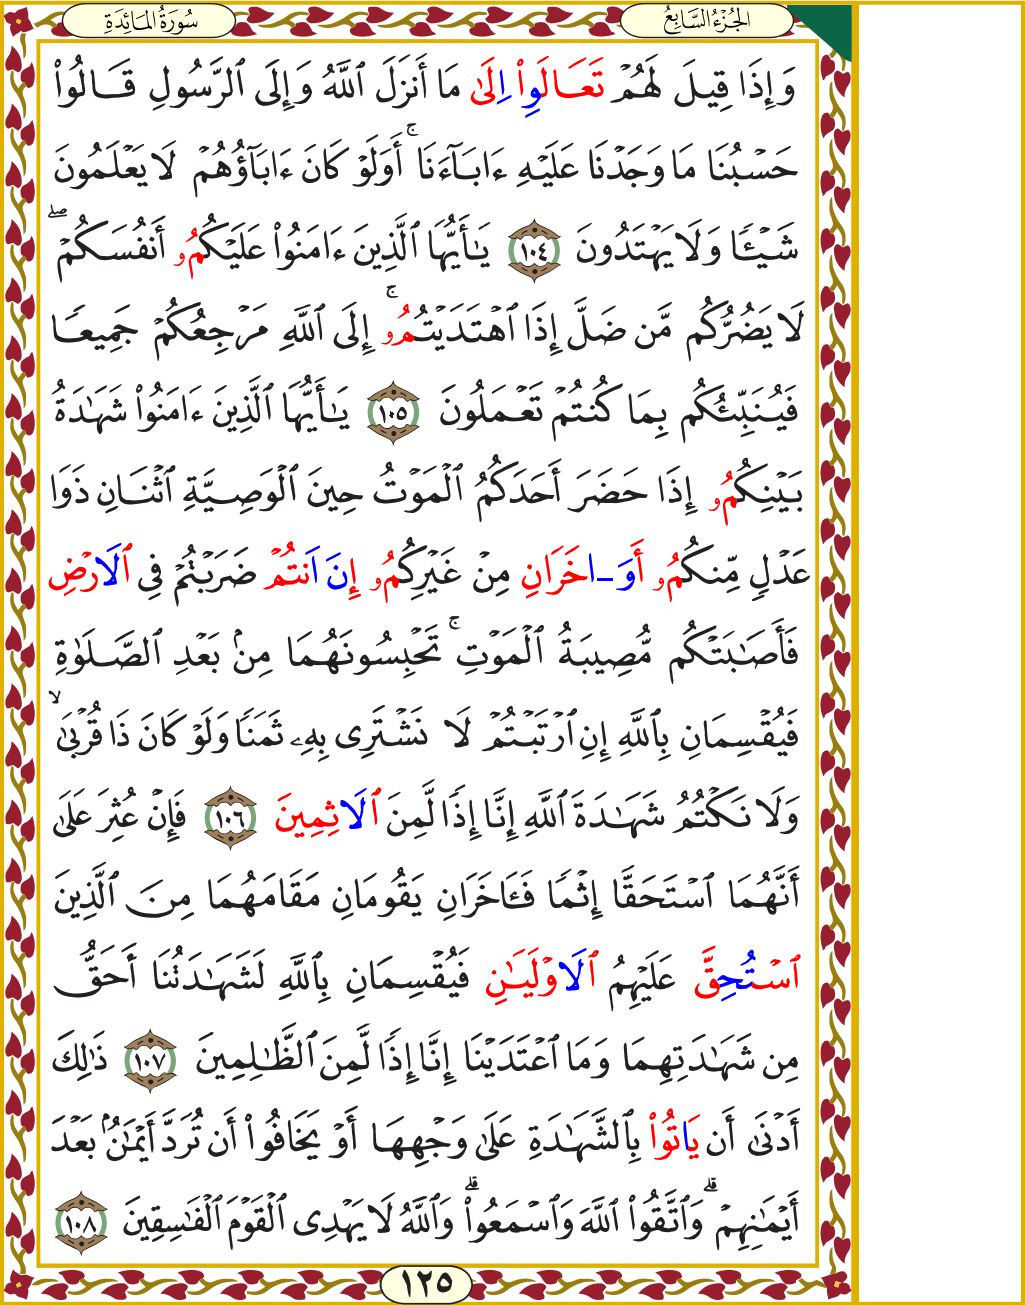 سُورَةُ المَائِدَةِ
الجُزْءُ السَّابِعُ
وَإِذَا قِيلَ لَهُمْ تَعَالَوِاْ اِلَىٰ مَا أَنزَلَ ٱللَّهُ وَإِلَى ٱلرَّسُولِ قَالُواْ
حَسْبُنَا مَا وَجَدْنَا عَلَيْهِ ءَابَآءَنَا ۚ أَوَلَوْ كَانَ ءَابَآؤُهُمْ لَا يَعْلَمُونَ
شَيْـًٔا وَلَا يَهْتَدُونَ ١٠٤ يَـٰٓأَيُّهَا ٱلَّذِينَ ءَامَنُواْ عَلَيْكُمُۥ أَنفُسَكُمْ ۖ
لَا يَضُرُّكُم مَّن ضَلَّ إِذَا ٱهْتَدَيْتُمُۥ ۚ إِلَى ٱللَّهِ مَرْجِعُكُمْ جَمِيعًا
فَيُنَبِّئُكُم بِمَا كُنتُمْ تَعْمَلُونَ ١٠٥ يَـٰٓأَيُّهَا ٱلَّذِينَ ءَامَنُواْ شَهَـٰدَةُ
بَيْنِكُمُۥ إِذَا حَضَرَ أَحَدَكُمُ ٱلْمَوْتُ حِينَ ٱلْوَصِيَّةِ ٱثْنَانِ ذَوَا
عَدْلٍ مِّنكُمُۥ أَوَ ـ اخَرَانِ مِنْ غَيْرِكُمُۥ إِنَ اَنتُمْ ضَرَبْتُمْ فِى ٱلَارْضِ
فَأَصَـٰبَتْكُم مُّصِيبَةُ ٱلْمَوْتِ ۚ تَحْبِسُونَهُمَا مِنۢ بَعْدِ ٱلصَّلَوٰةِ
فَيُقْسِمَانِ بِٱللَّهِ إِنِ ٱرْتَبْتُمْ لَا نَشْتَرِى بِهِۦ ثَمَنًا وَلَوْ كَانَ ذَا قُرْبَىٰ ۙ
وَلَا نَكْتُمُ شَهَـٰدَةَ ٱللَّهِ إِنَّا إِذًا لَّمِنَ ٱلَاثِمِينَ ١٠٦ فَإِنْ عُثِرَ عَلَىٰ
أَنَّهُمَا ٱسْتَحَقَّا إِثْمًا فَـَٔاخَرَانِ يَقُومَانِ مَقَامَهُمَا مِنَ ٱلَّذِينَ
ٱسْتُحِقَّ عَلَيْهِمُ ٱلَاوْلَيَـٰنِ فَيُقْسِمَانِ بِٱللَّهِ لَشَهَـٰدَتُنَا أَحَقُّ
مِن شَهَـٰدَتِهِمَا وَمَا ٱعْتَدَيْنَا إِنَّا إِذًا لَّمِنَ ٱلظَّـٰلِمِينَ ١٠٧ ذَٰلِكَ
أَدْنَىٰ أَن يَاتُواْ بِٱلشَّهَـٰدَةِ عَلَىٰ وَجْهِهَا أَوْ يَخَافُواْ أَن تُرَدَّ أَيْمَـٰنٌۢ بَعْدَ
أَيْمَـٰنِهِمْ ۗ وَٱتَّقُواْ ٱللَّهَ وَٱسْمَعُواْ ۗ وَٱللَّهُ لَا يَهْدِى ٱلْقَوْمَ ٱلْفَـٰسِقِينَ ١٠٨
١٢٥